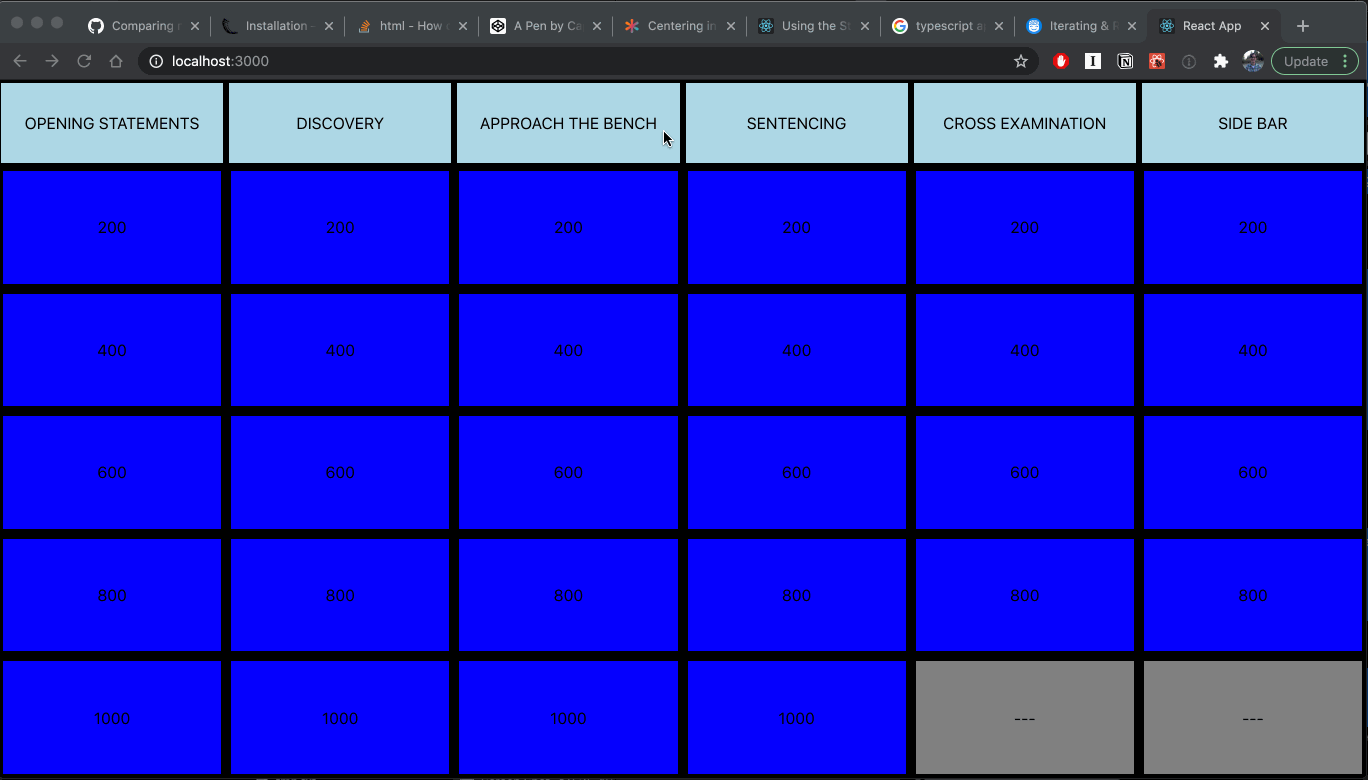 Comparing
Installation
html - How
A Pen by Ca
Centering in
Using the S
typescript a
Iterating & R
React App
localhost:3000
Update
OPENING STATEMENTS DISCOVERY APPROACH THE BENCH SENTENCING CROSS EXAMINATION SIDE BAR
200 200 200 200 200 200
400 400 400 400 400 400
600 600 600 600 600 600
800 800 800 800 800 800
1000 1000 1000 1000 --- ---